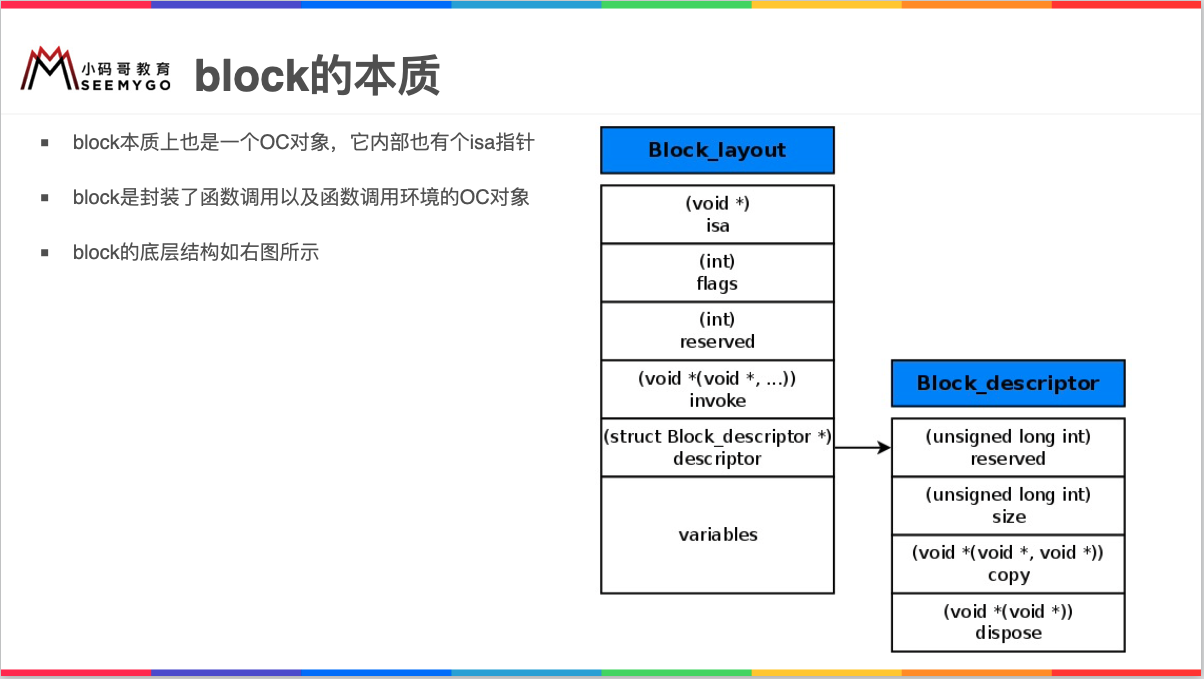 小码哥教育
SEEMYGO
block的本质
▪ block本质上也是一个OC对象，它内部也有个isa指针
▪ block是封装了函数调用以及函数调用环境的OC对象
▪ block的底层结构如右图所示
Block_layout
(void *)
isa
(int)
flags
(int)
reserved
(void *(void *, ...))
invoke
(struct Block_descriptor *)
descriptor
variables
Block_descriptor
(unsigned long int)
reserved
(unsigned long int)
size
(void *(void *, void *))
copy
(void *(void *))
dispose